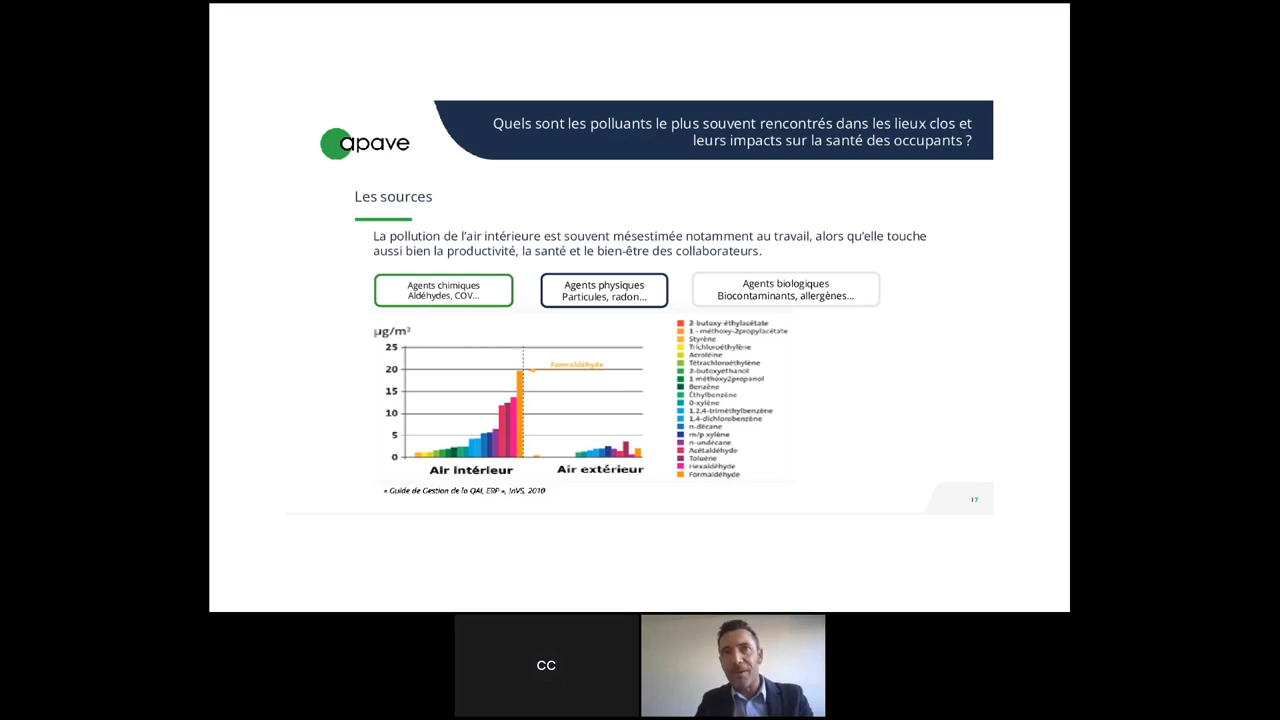 apave
Quels sont les polluants le plus souvent rencontrés dans les lieux clos et
leurs impacts sur la santé des occupants ?
Les sources
La pollution de l’air intérieure est souvent mésestimée notamment au travail, alors qu’elle touche
aussi bien la productivité, la santé et le bien-être des collaborateurs.
Agents chimiques
Aldéhydes, COV...
Agents physiques
Particules, radon...
Agents biologiques
Biocontaminants, allergènes...
µg/m³
25
20
15
10
5
0
Formaldéhyde
Air intérieur
Air extérieur
2-butoxy-éthylacétate
1 - méthoxy-2propylacétate
Styrène
Trichloroéthylène
Acroléine
Tétrachloroéthylène
2-butoxyéthanol
1 méthoxy2propanol
Benzène
Éthylbenzène
O-xylène
1,2,4-triméthylbenzène
1,4-dichlorobenzène
n-décane
m/p xylène
n-undécane
Acétaldéhyde
Toluène
Hexaldéhyde
Formaldéhyde
« Guide de Gestion de la QAI, ERP », InVS, 2010
17
CC